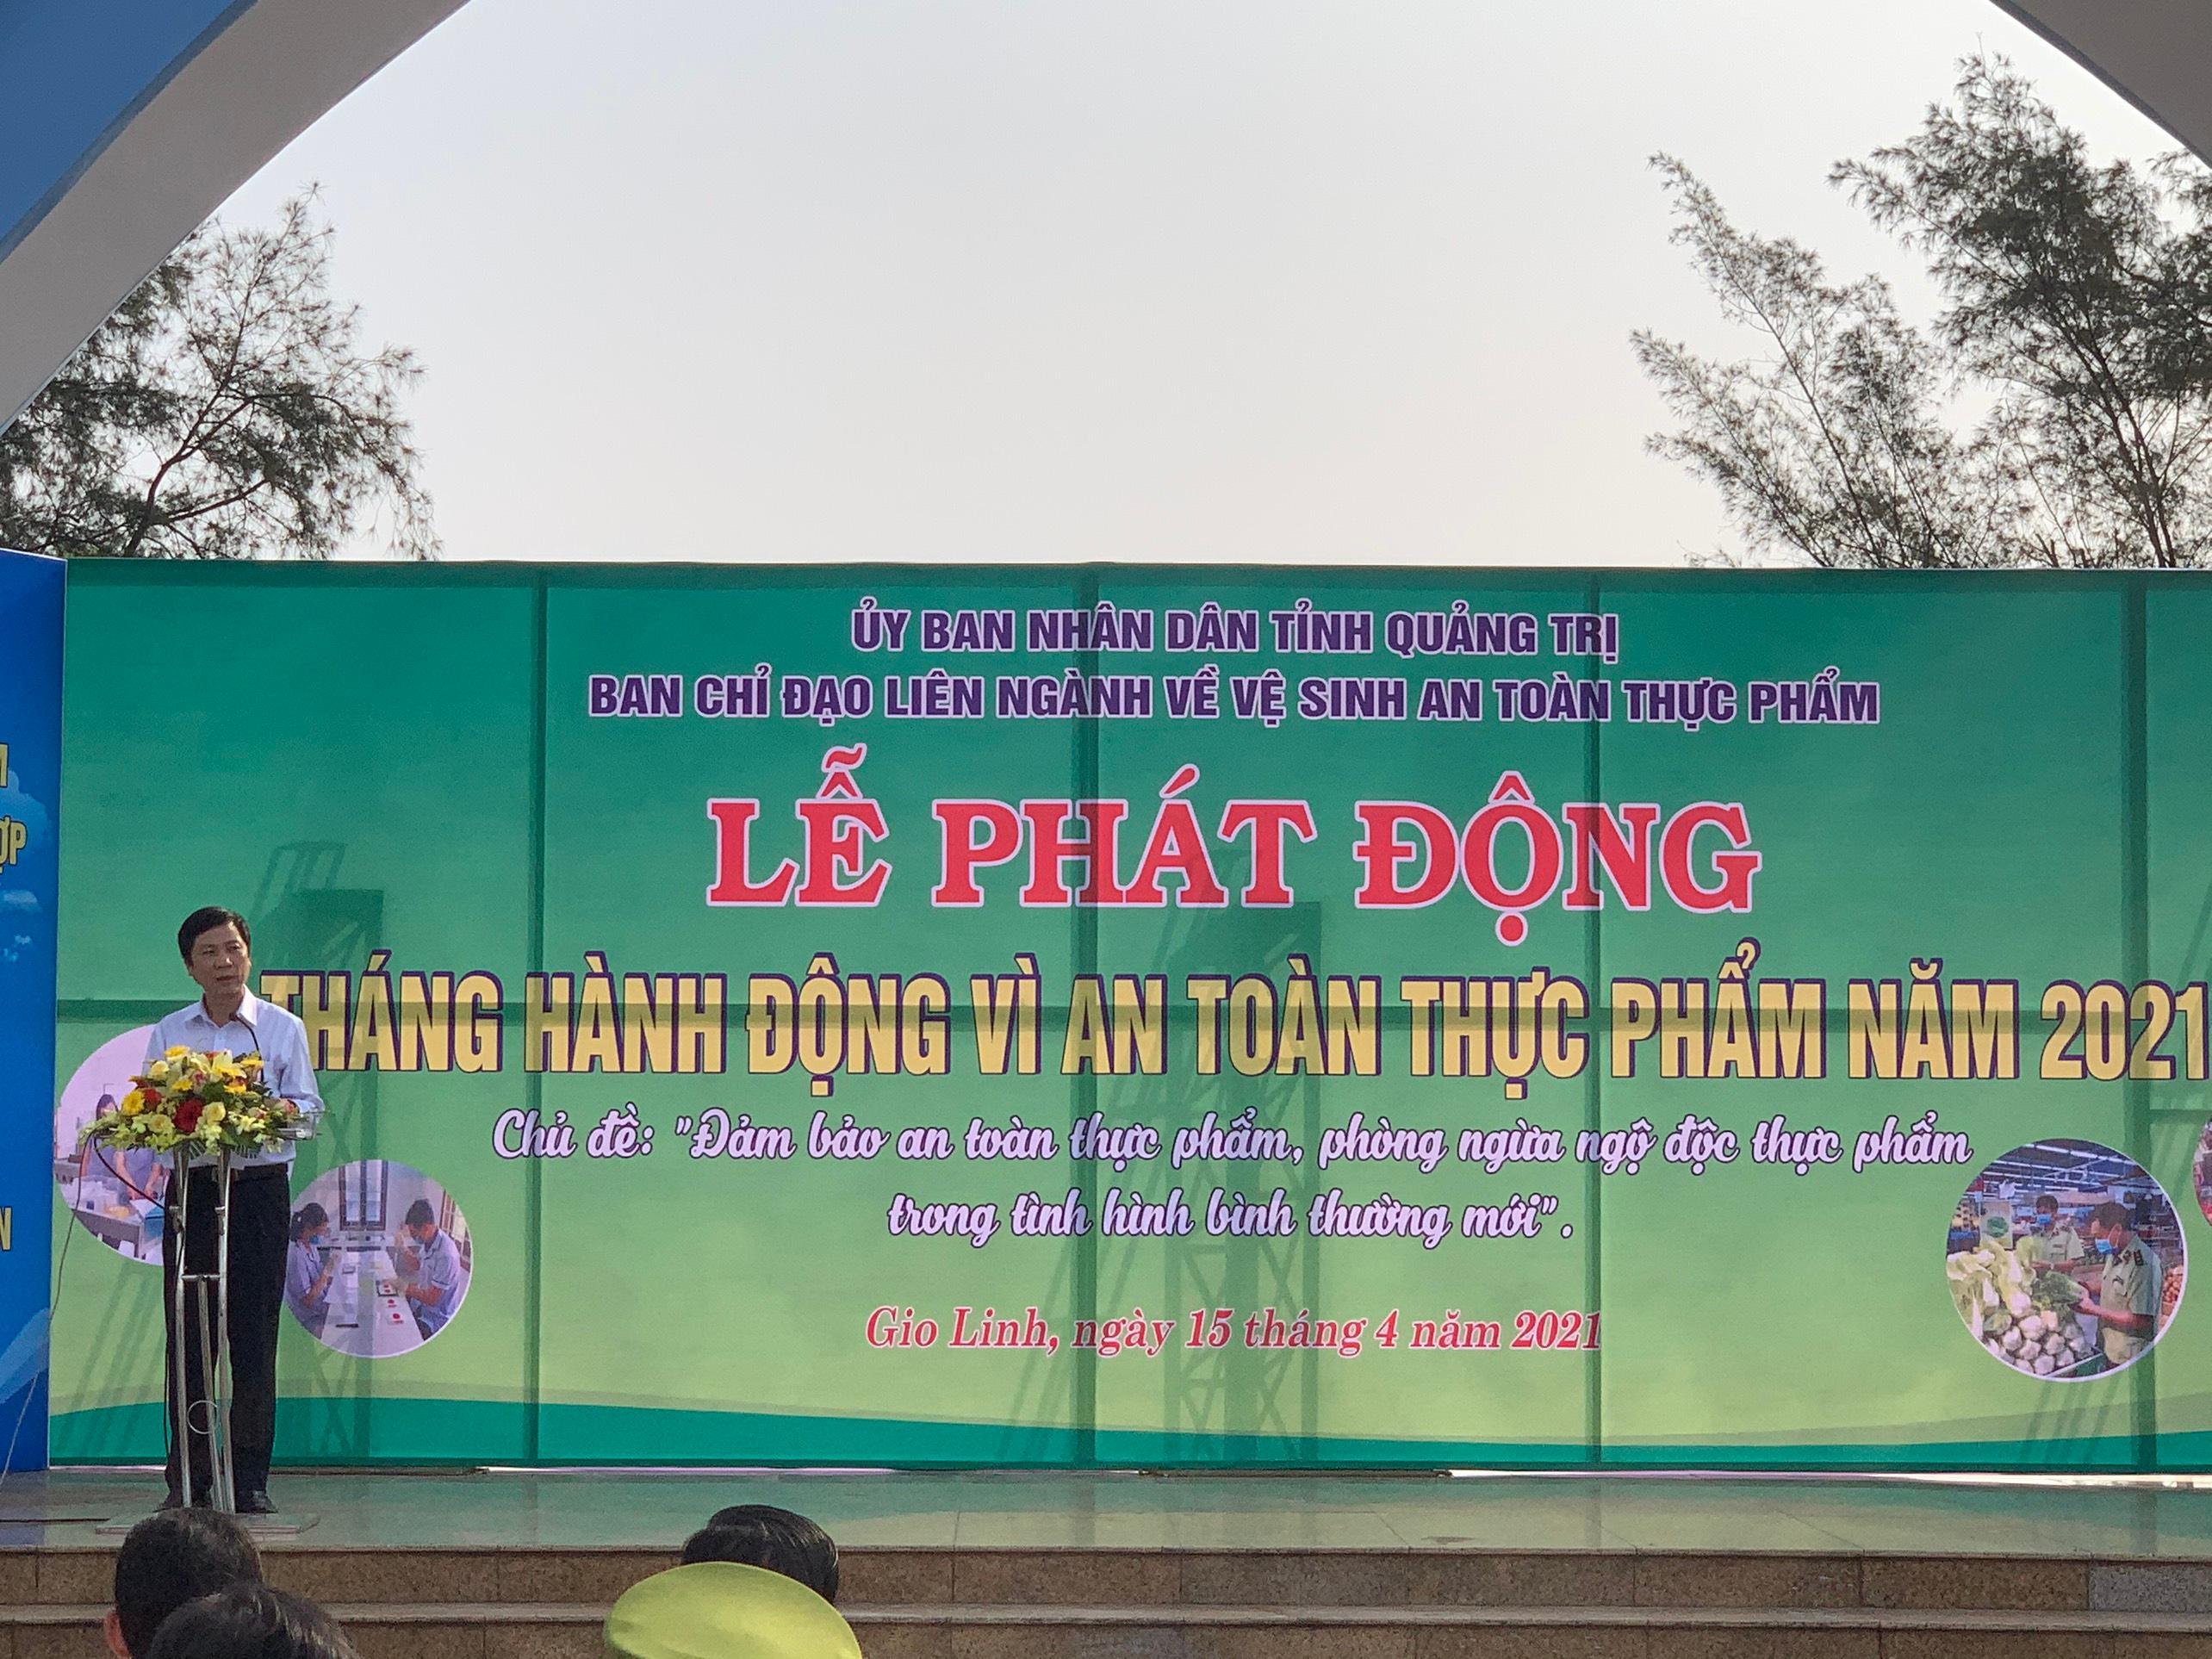 ỦY BAN NHÂN DÂN TỈNH QUẢNG TRỊ
BAN CHỈ ĐẠO LIÊN NGÀNH VỀ VỆ SINH AN TOÀN THỰC PHẨM
LỄ PHÁT ĐỘNG
THÁNG HÀNH ĐỘNG VÌ AN TOÀN THỰC PHẨM NĂM 2021
Chủ đề: "Đảm bảo an toàn thực phẩm, phòng ngừa ngộ độc thực phẩm
trong tình hình bình thường mới".
Gio Linh, ngày 15 tháng 4 năm 2021